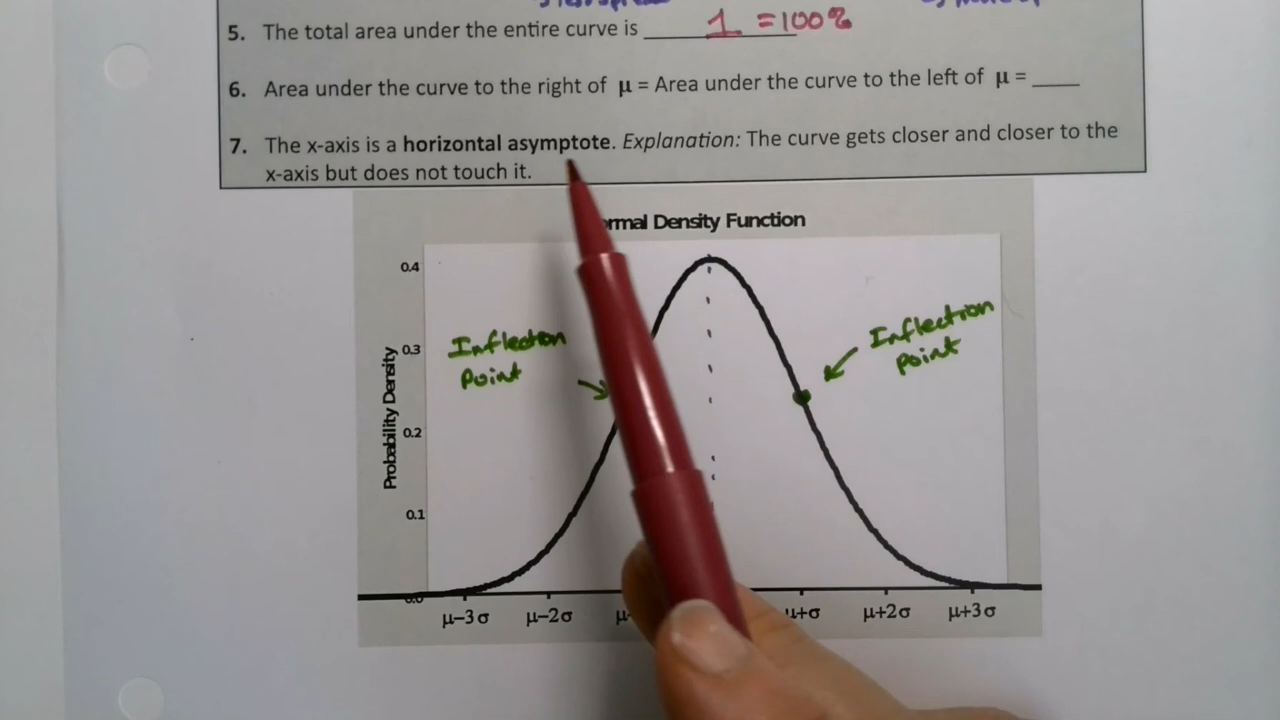 5. The total area under the entire curve is 1 = 100%
6. Area under the curve to the right of μ = Area under the curve to the left of μ = ____
7. The x-axis is a horizontal asymptote. Explanation: The curve gets closer and closer to the
x-axis but does not touch it.
Density Function
0.4
Inflection
Point
Inflection
point
0.3
Probability Density
0.2
0.1
0.0
μ−3σ μ−2σ μ+σ μ+2σ μ+3σ